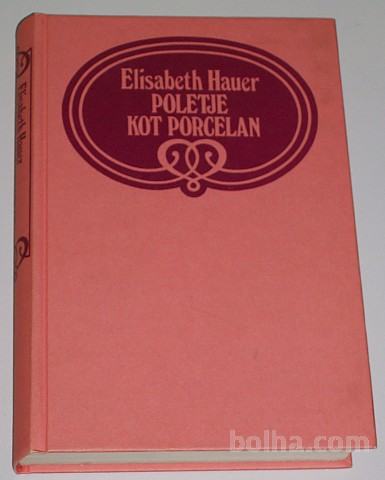 Elisabeth Hauer
POLETJE
KOT PORCELAN
Elisabeth Hauer
bolha.com